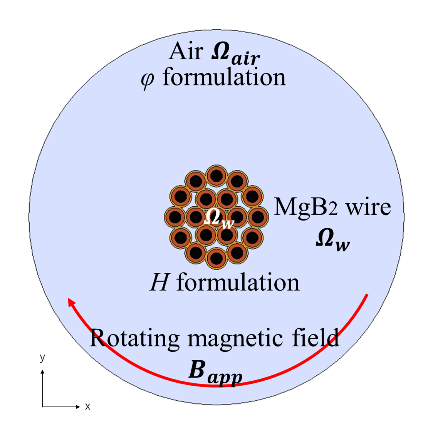 Air Ω_air
φ formulation
Ω_w
MgB2 wire
Ω_w
H formulation
Rotating magnetic field
B_app
y
x